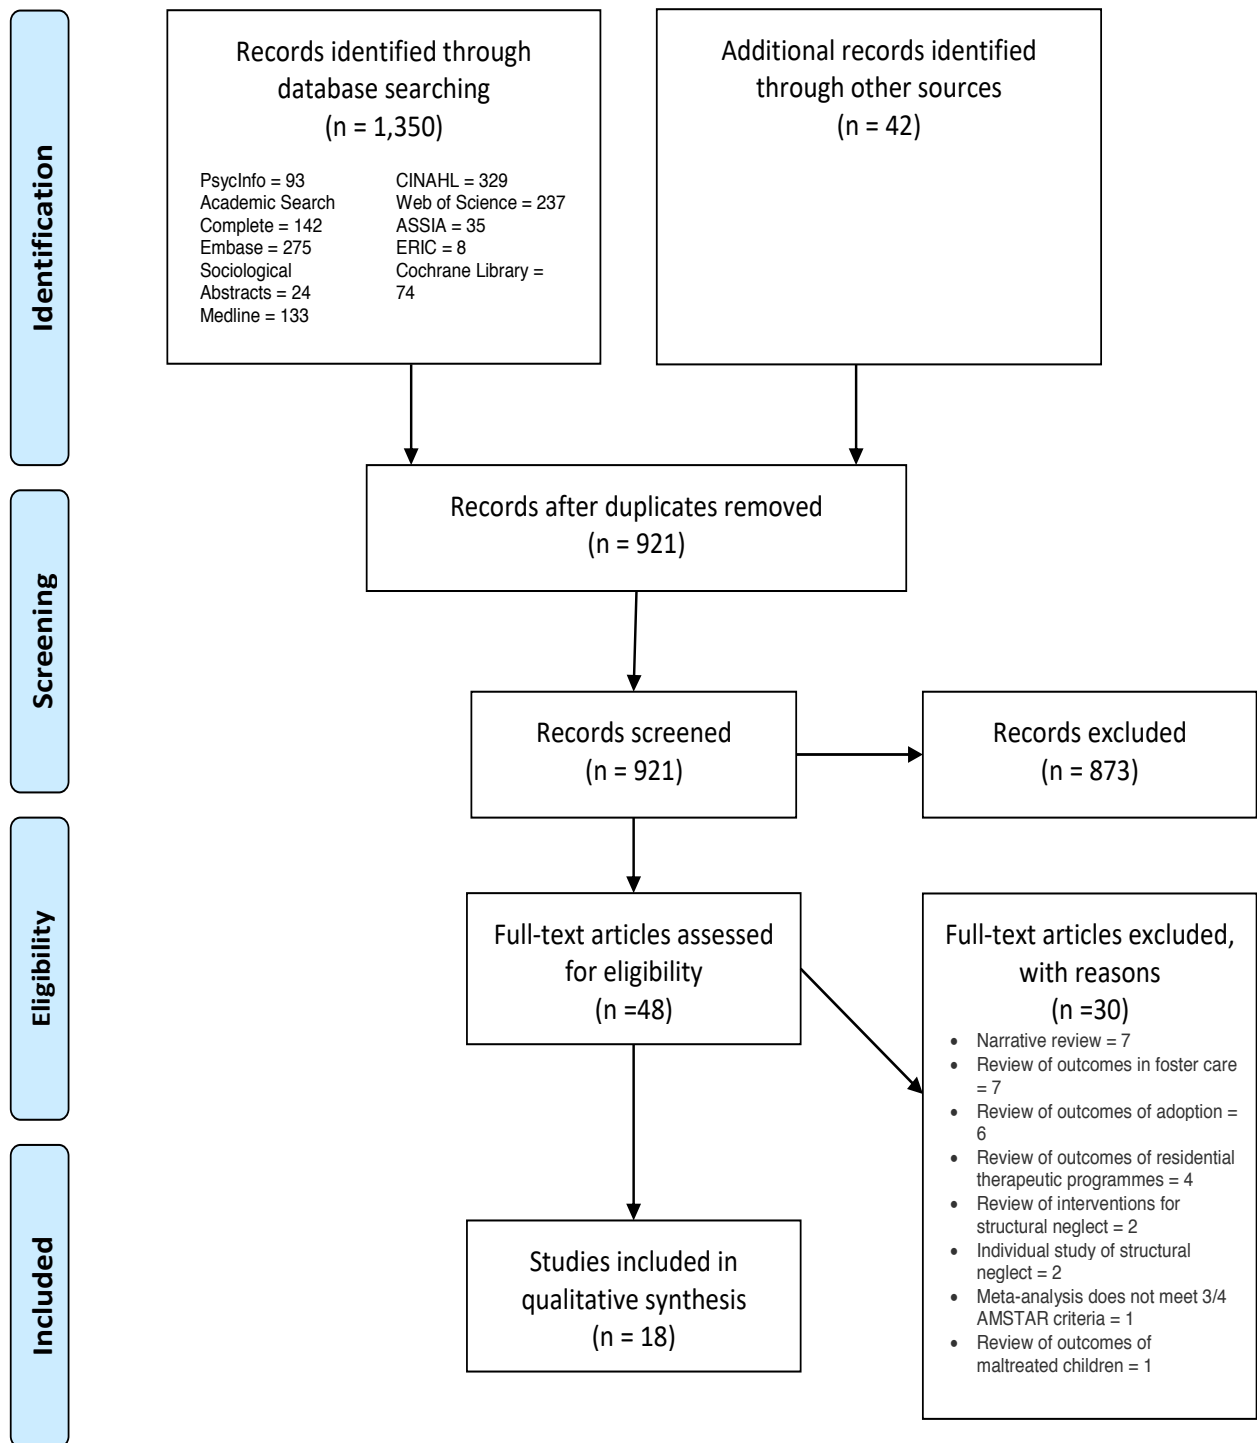 Identification
Records identified through
database searching
(n = 1,350)
PsycInfo = 93
Academic Search
Complete = 142
Embase = 275
Sociological
Abstracts = 24
Medline = 133
CINAHL = 329
Web of Science = 237
ASSIA = 35
ERIC = 8
Cochrane Library =
74
Additional records identified
through other sources
(n = 42)
Screening
Records after duplicates removed
(n = 921)
Records screened
(n = 921)
Records excluded
(n = 873)
Eligibility
Full-text articles assessed
for eligibility
(n =48)
Full-text articles excluded,
with reasons
(n =30)
• Narrative review = 7
• Review of outcomes in foster care
= 7
• Review of outcomes of adoption =
6
• Review of outcomes of residential
therapeutic programmes = 4
• Review of interventions for
structural neglect = 2
• Individual study of structural
neglect = 2
• Meta-analysis does not meet 3/4
AMSTAR criteria = 1
• Review of outcomes of
maltreated children = 1
Included
Studies included in
qualitative synthesis
(n = 18)